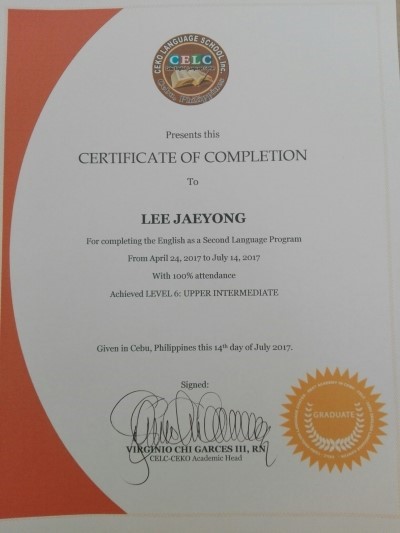 CEKO LANGUAGE SCHOOL, Inc.
CELC
Presents this
CERTIFICATE OF COMPLETION
To
LEE JAEYONG
For completing the English as a Second Language Program
From April 24, 2017 to July 14, 2017
With 100% attendance
Achieved LEVEL 6: UPPER INTERMEDIATE
Given in Cebu, Philippines this 14th day of July 2017.
Signed:
VIRGINIO CHI GARCES III, RN
CELC-CEKO Academic Head
GRADUATE